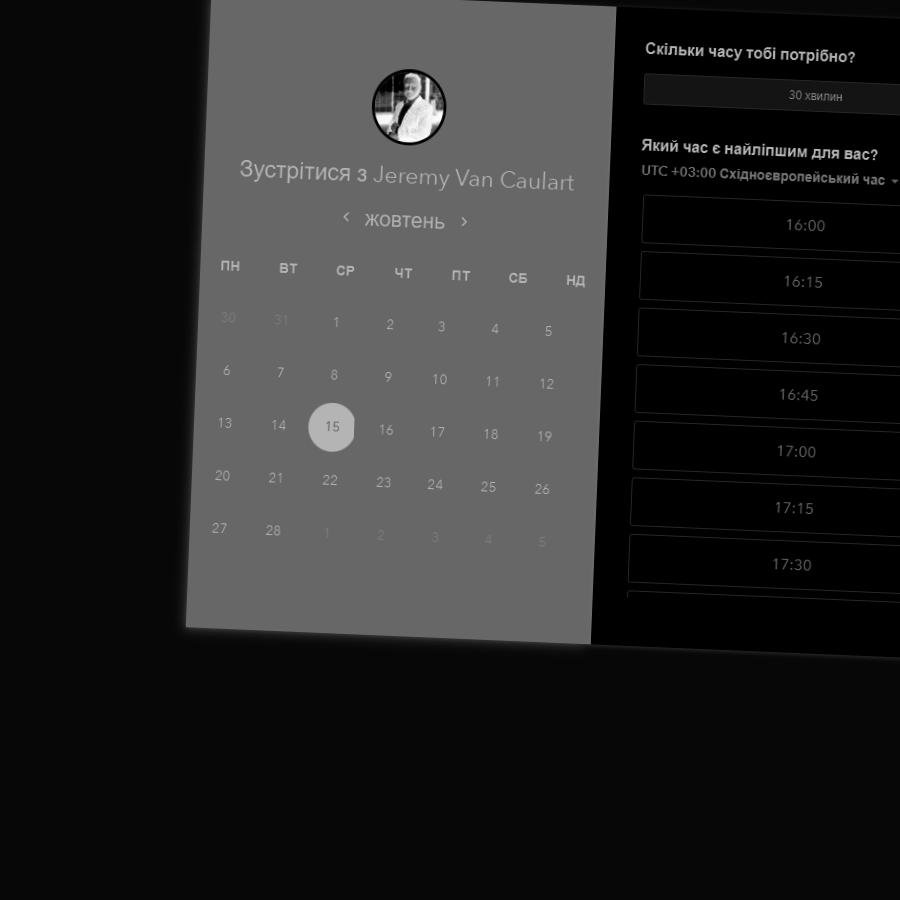 Зустрітися з Jeremy Van Caulart
‹ жовтень ›
ПН ВТ СР ЧТ ПТ СБ НД
30 31 1 2 3 4 5
6 7 8 9 10 11 12
13 14 15 16 17 18 19
20 21 22 23 24 25 26
27 28 1 2 3 4 5
Скільки часу тобі потрібно?
30 хвилин
Який час є найліпшим для вас?
UTC +03:00 Східноєвропейський час
16:00
16:15
16:30
16:45
17:00
17:15
17:30